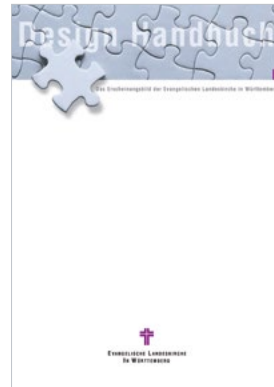 Design Handbuch
Das Erscheinungsbild der Evangelischen Landeskirche in Württemberg
Evangelische Landeskirche
in Württemberg